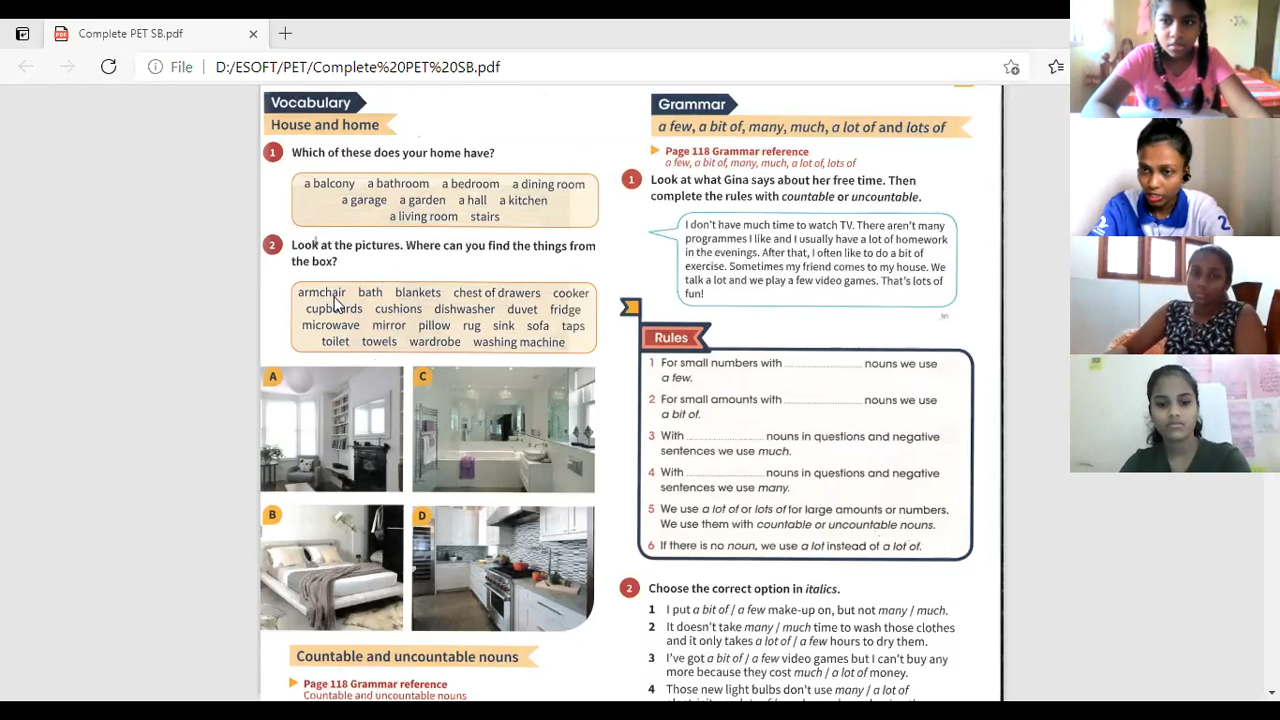 Complete PET SB.pdf
File
D:/ESOFT/PET/Complete%20PET%20SB.pdf
Vocabulary
House and home
1 Which of these does your home have?
a balcony a bathroom a bedroom a dining room
a garage a garden a hall a kitchen
a living room stairs
2 Look at the pictures. Where can you find the things from
the box?
armchair bath blankets chest of drawers cooker
cupboards cushions dishwasher duvet fridge
microwave mirror pillow rug sink sofa taps
toilet towels wardrobe washing machine
A
C
B
D
Countable and uncountable nouns
Page 118 Grammar reference
Countable and uncountable nouns
Grammar
a few, a bit of, many, much, a lot of and lots of
Page 118 Grammar reference
a few, a bit of, many, much, a lot of, lots of
1 Look at what Gina says about her free time. Then
complete the rules with countable or uncountable.
I don't have much time to watch TV. There aren't many
programmes I like and I usually have a lot of homework
in the evenings. After that, I often like to do a bit of
exercise. Sometimes my friend comes to my house. We
talk a lot and we play a few video games. That's lots of
fun!
Rules
1 For small numbers with ........................ nouns we use
a few.
2 For small amounts with ........................ nouns we use
a bit of.
3 With ........................ nouns in questions and negative
sentences we use much.
4 With ........................ nouns in questions and negative
sentences we use many.
5 We use a lot of or lots of for large amounts or numbers.
We use them with countable or uncountable nouns.
6 If there is no noun, we use a lot instead of a lot of.
2 Choose the correct option in italics.
1 I put a bit of / a few make-up on, but not many / much.
2 It doesn't take many / much time to wash those clothes
and it only takes a lot of / a few hours to dry them.
3 I've got a bit of / a few video games but I can't buy any
more because they cost much / a lot of money.
4 Those new light bulbs don't use many / a lot of